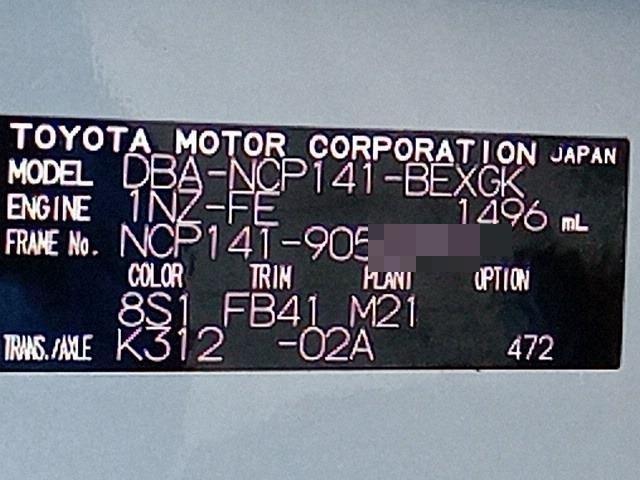 TOYOTA MOTOR CORPORATION JAPAN
MODEL DBA-NCP141-BEXGK
ENGINE 1NZ-FE 1496 mL
FRAME No. NCP141-905
COLOR TRIM PLANT OPTION
8S1 FB41 M21
TRANS./AXLE K312 -02A 472